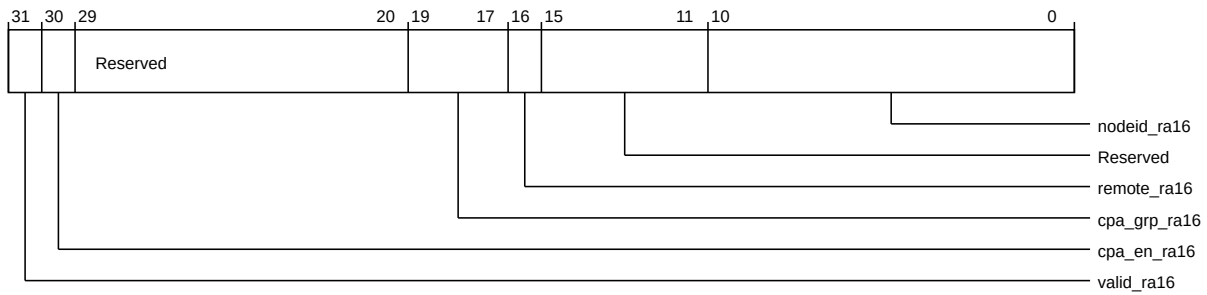 31 30 29 20 19 17 16 15 11 10 0
Reserved
nodeid_ra16
Reserved
remote_ra16
cpa_grp_ra16
cpa_en_ra16
valid_ra16